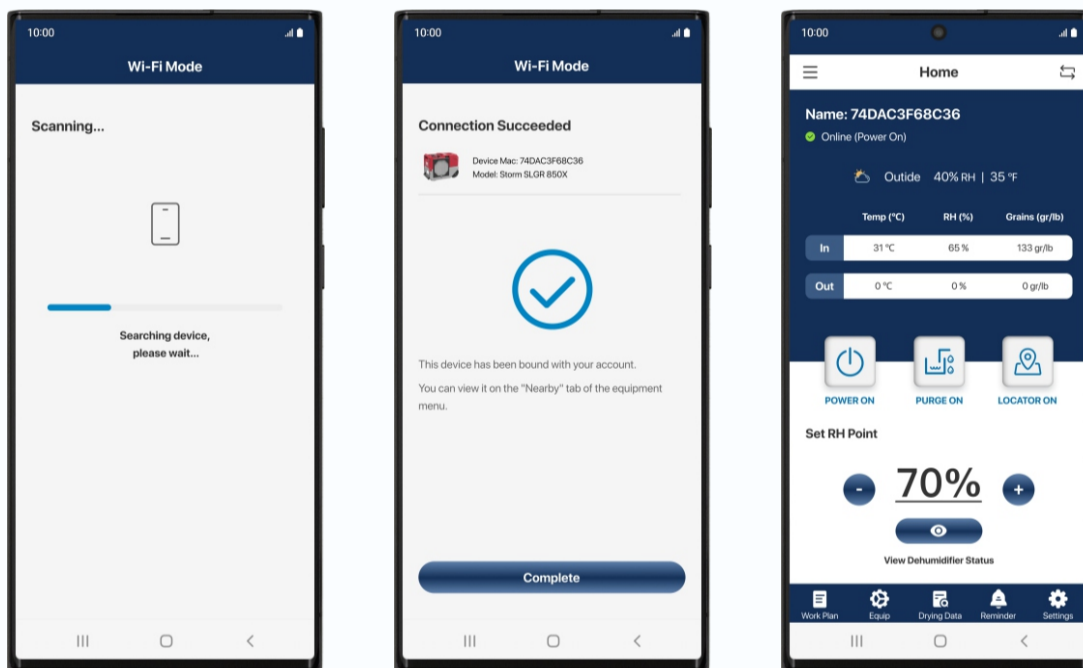 10:00
Wi-Fi Mode
Scanning...
Searching device,
please wait...
10:00
Wi-Fi Mode
Connection Succeeded
Device Mac: 74DAC3F68C36
Model: Storm SLGR 850X
This device has been bound with your account.
You can view it on the "Nearby" tab of the equipment
menu.
Complete
10:00
Home
Name: 74DAC3F68C36
Online (Power On)
Outide 40% RH | 35 °F
Temp (°C) RH (%) Grains (gr/lb)
In 31 °C 65 % 133 gr/lb
Out 0 °C 0 % 0 gr/lb
POWER ON PURGE ON LOCATOR ON
Set RH Point
- 70% +
View Dehumidifier Status
Work Plan Equip Drying Data Reminder Settings